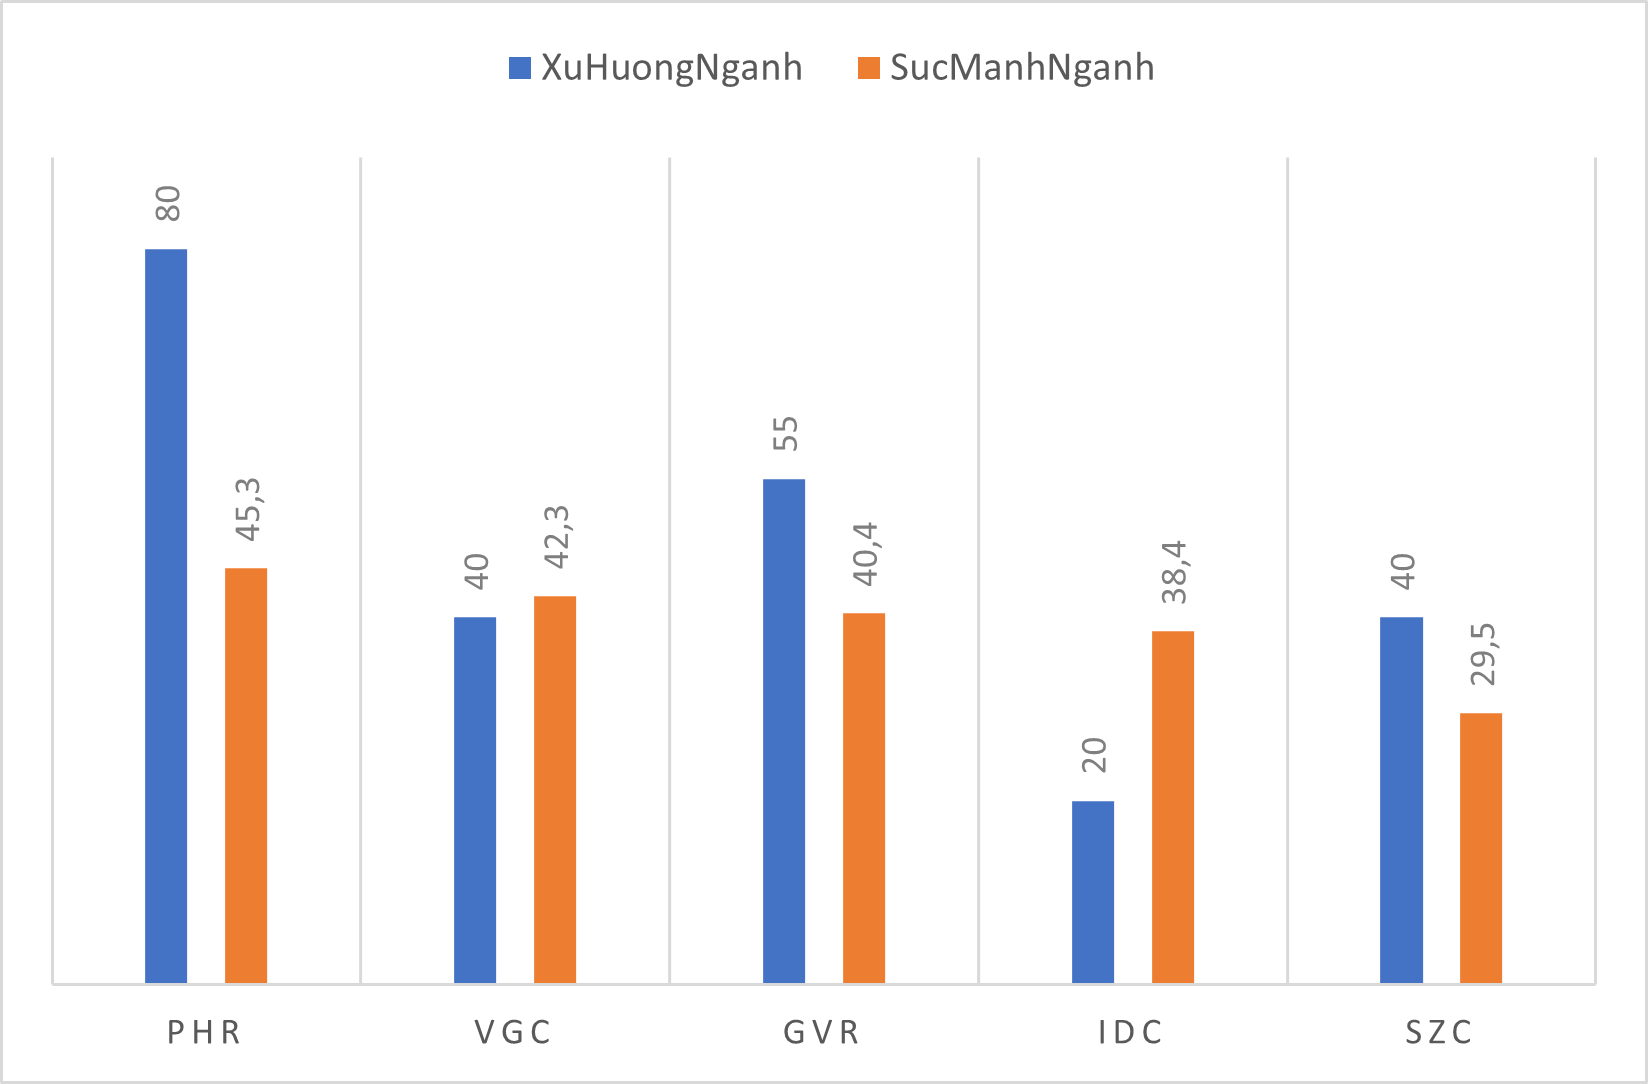 XuHuongNganh SucManhNganh
80 45,3 40 42,3 55 40,4 20 38,4 40 29,5
PHR VGC GVR IDC SZC